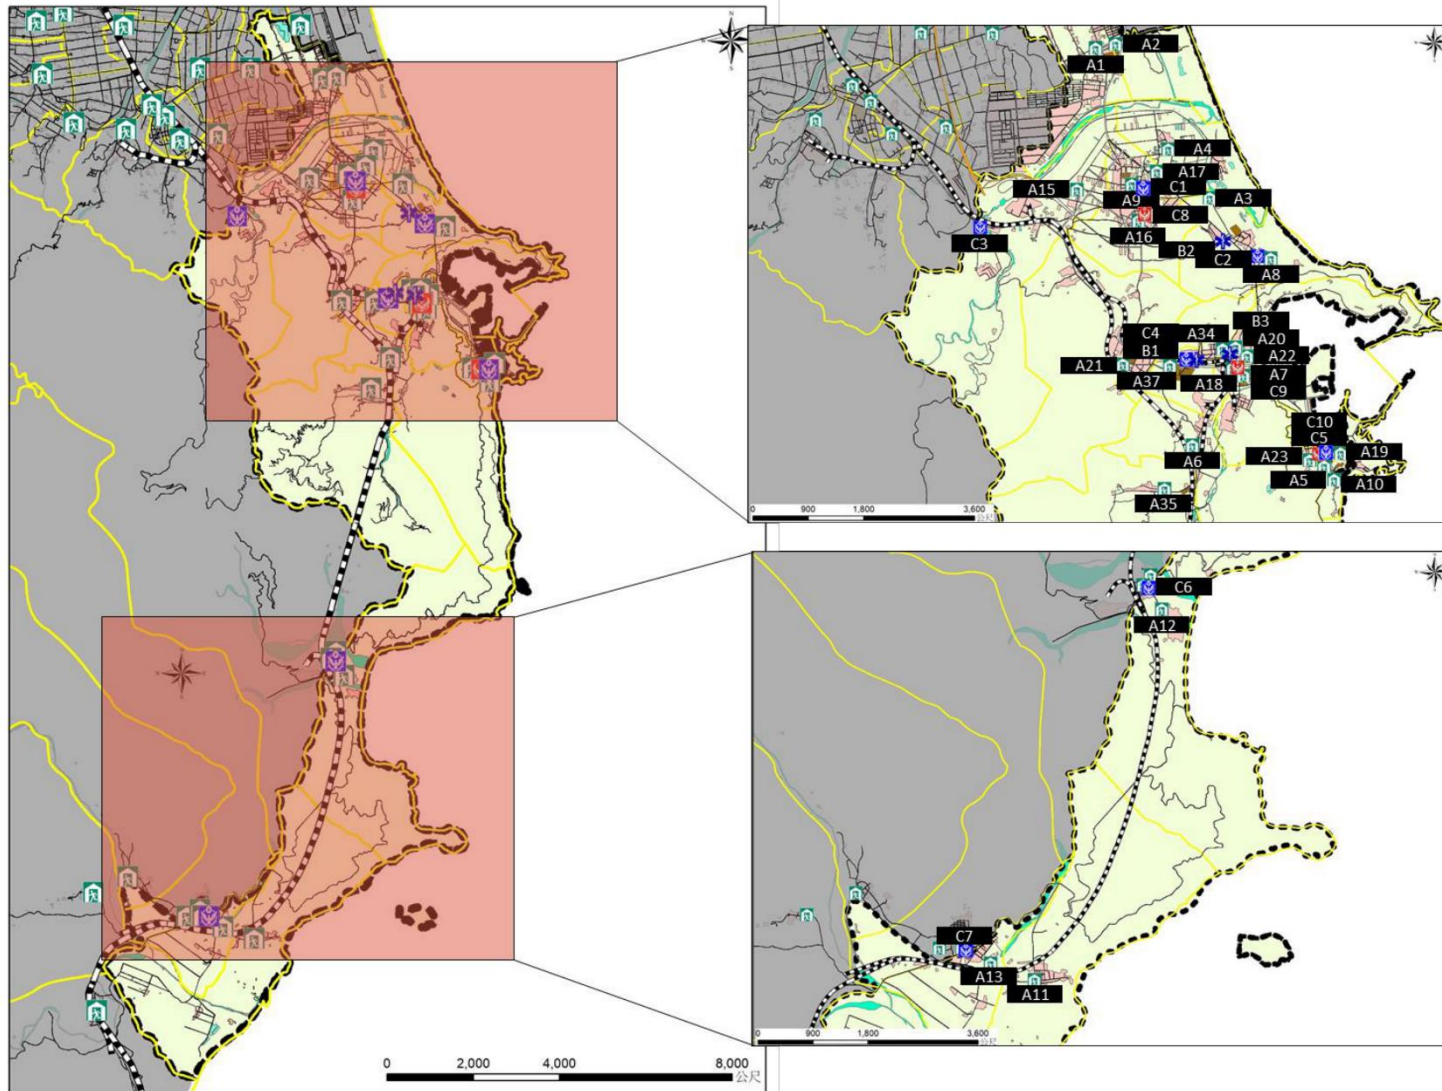 A2
A1
A4
A17
C1
A15
A9
A3
C8
A16
C3
B2
C2
A8
B3
C4
A34
A20
B1
A22
A21
A7
A37
A18
C9
C10
C5
A6
A23
A19
A5
A10
A35
0 900 1,800 3,600
公尺
C6
A12
C7
A13
A11
0 900 1,800 3,600
公尺
0 2,000 4,000 8,000
公尺